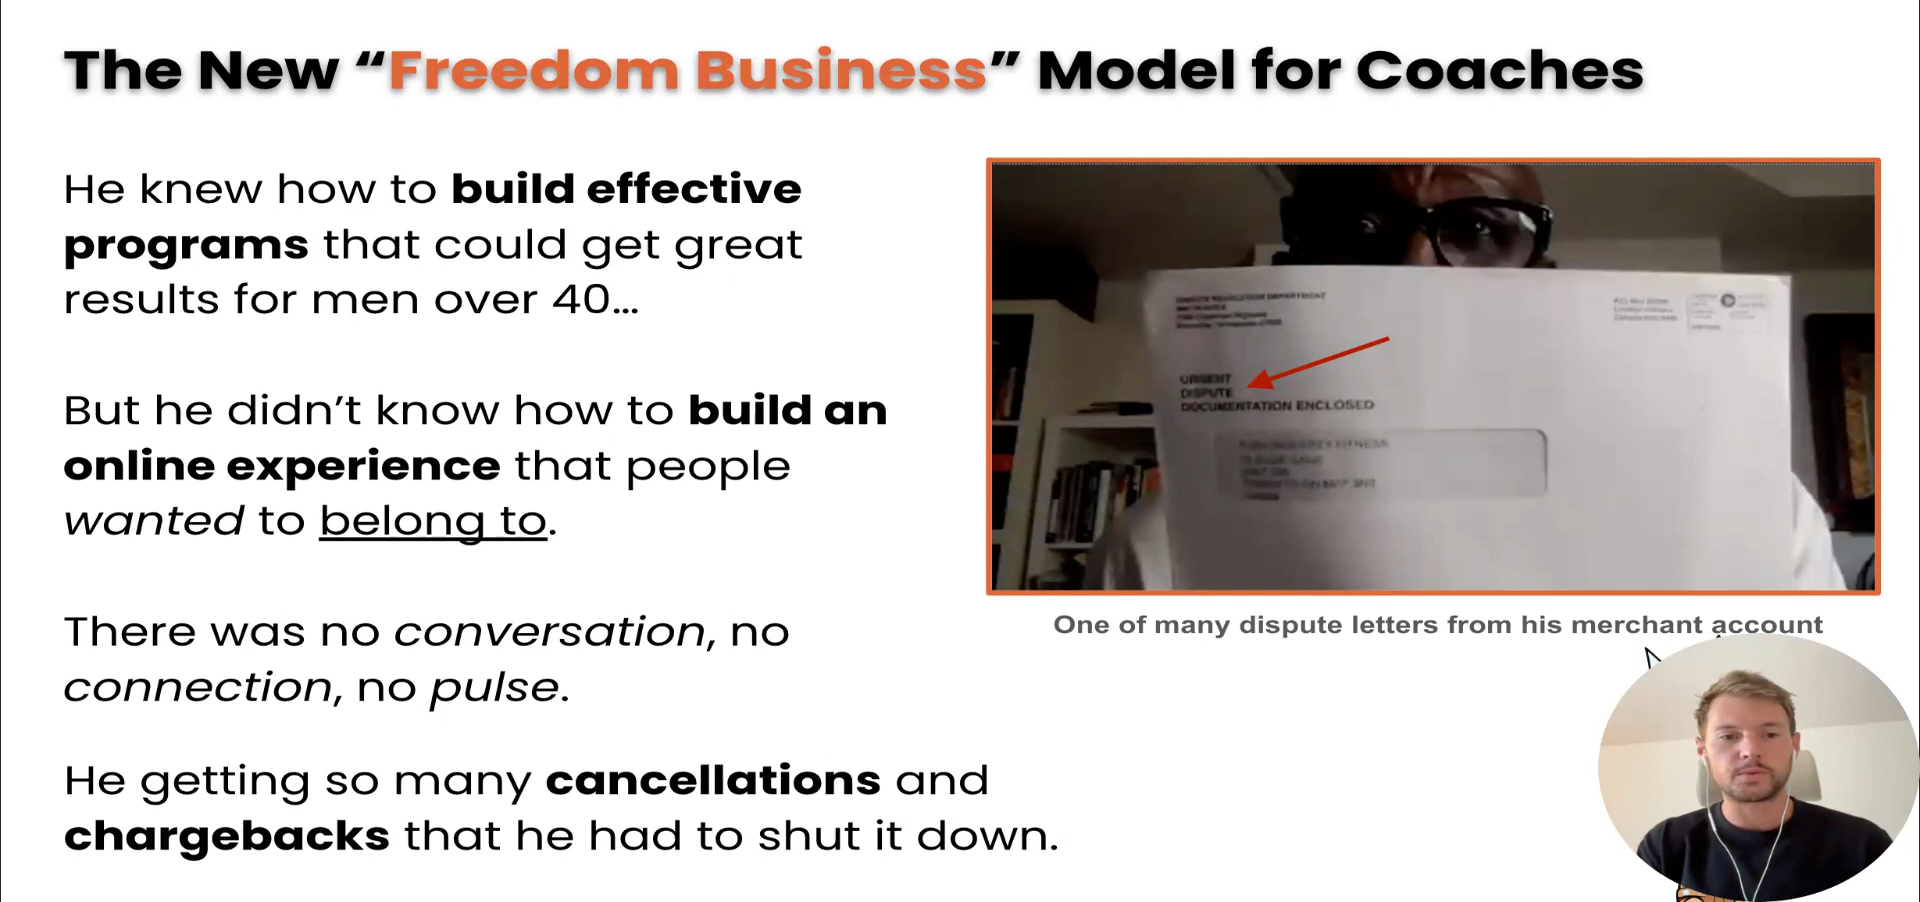 The New “Freedom Business” Model for Coaches
He knew how to build effective
programs that could get great
results for men over 40...
But he didn’t know how to build an
online experience that people
wanted to belong to.
There was no conversation, no
connection, no pulse.
He getting so many cancellations and
chargebacks that he had to shut it down.
URGENT
DISPUTE
DOCUMENTATION ENCLOSED
One of many dispute letters from his merchant account